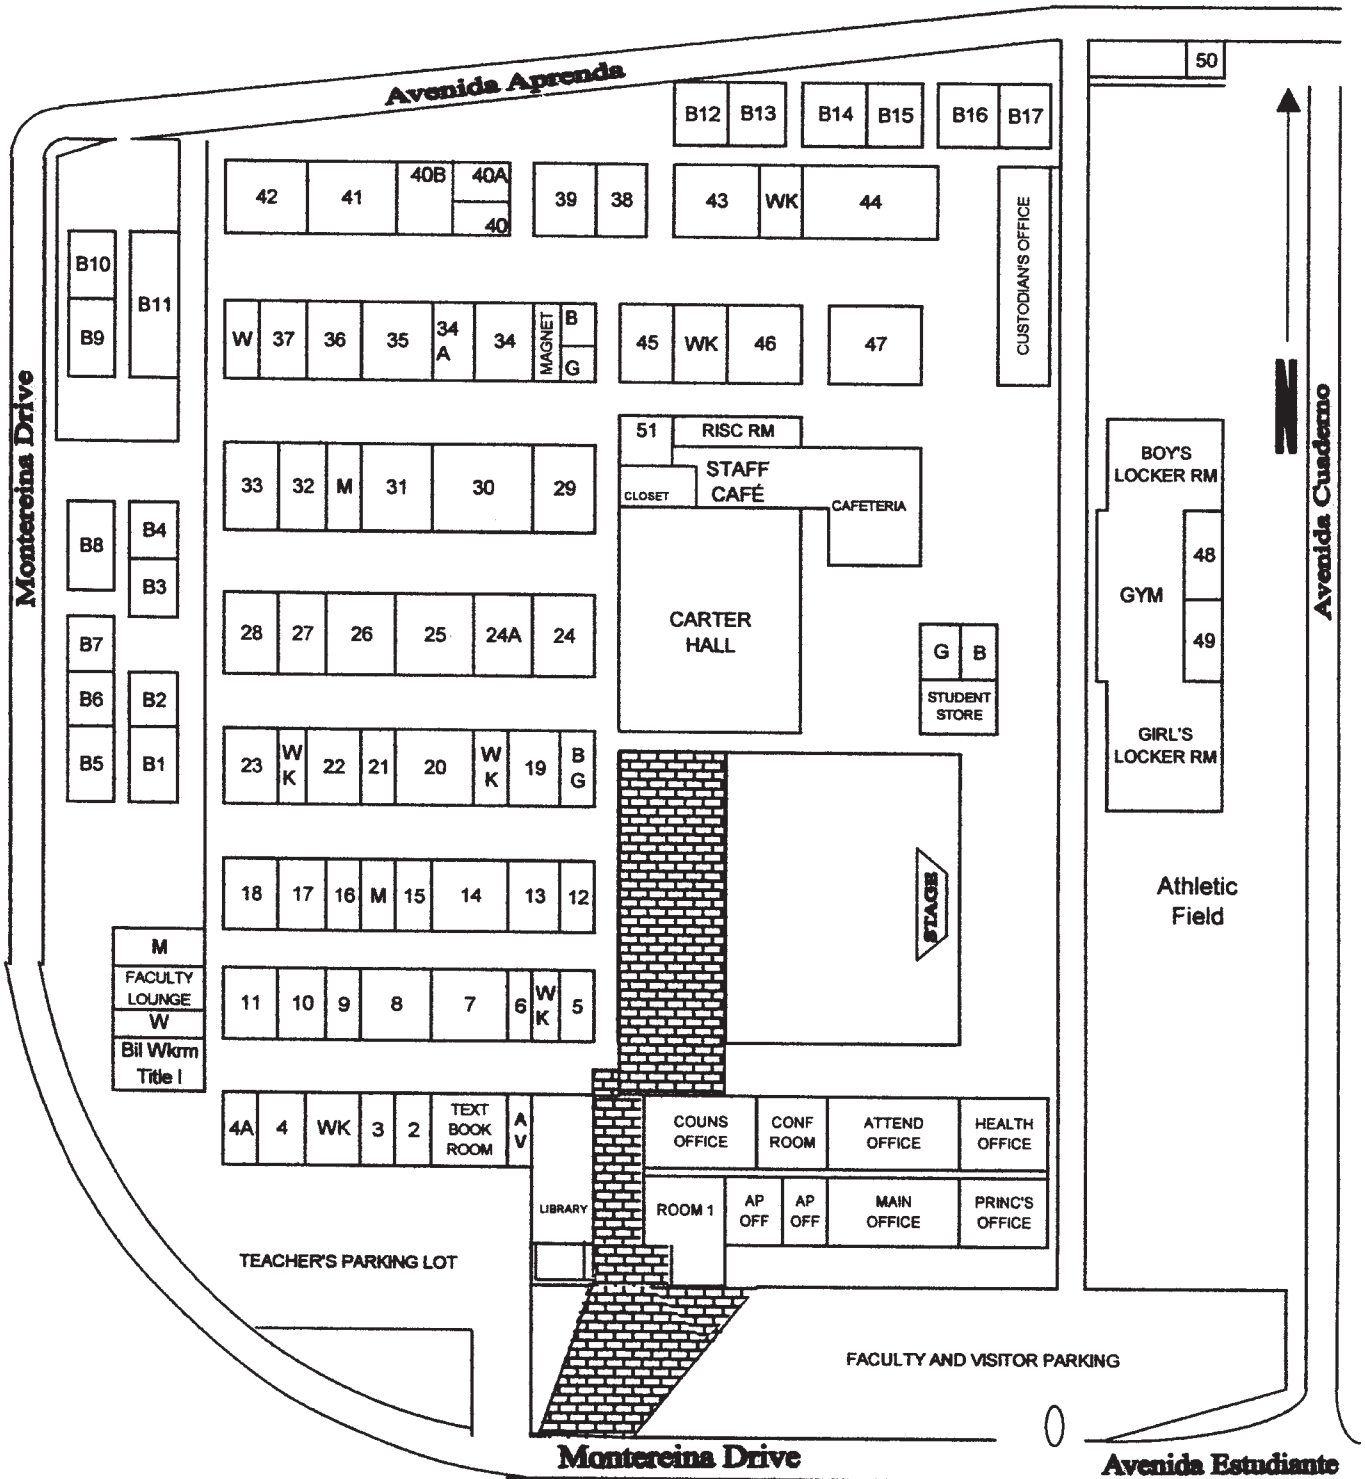 Avenida Aprenda
50
B12
B13
B14
B15
B16
B17
42
41
40B
40A
40
39
38
43
WK
44
CUSTODIAN'S OFFICE
B10
B9
B11
W
37
36
35
34
A
34
MAGNET
B
G
45
WK
46
47
N
Montereina Drive
Avenida Cuaderno
33
32
M
31
30
29
51
RISC RM
STAFF
CAFÉ
CLOSET
CAFETERIA
BOY'S
LOCKER RM
48
GYM
49
GIRL'S
LOCKER RM
B8
B4
B3
B7
B6
B2
B5
B1
28
27
26
25
24A
24
CARTER
HALL
G
B
STUDENT
STORE
23
W
K
22
21
20
W
K
19
B
G
18
17
16
M
15
14
13
12
STAGE
Athletic
Field
M
FACULTY
LOUNGE
W
Bil Wkrm
Title I
11
10
9
8
7
6
W
K
5
4A
4
WK
3
2
TEXT
BOOK
ROOM
A
V
LIBRARY
COUNS
OFFICE
CONF
ROOM
ATTEND
OFFICE
HEALTH
OFFICE
ROOM 1
AP
OFF
AP
OFF
MAIN
OFFICE
PRINC'S
OFFICE
TEACHER'S PARKING LOT
FACULTY AND VISITOR PARKING
Montereina Drive
Avenida Estudiante